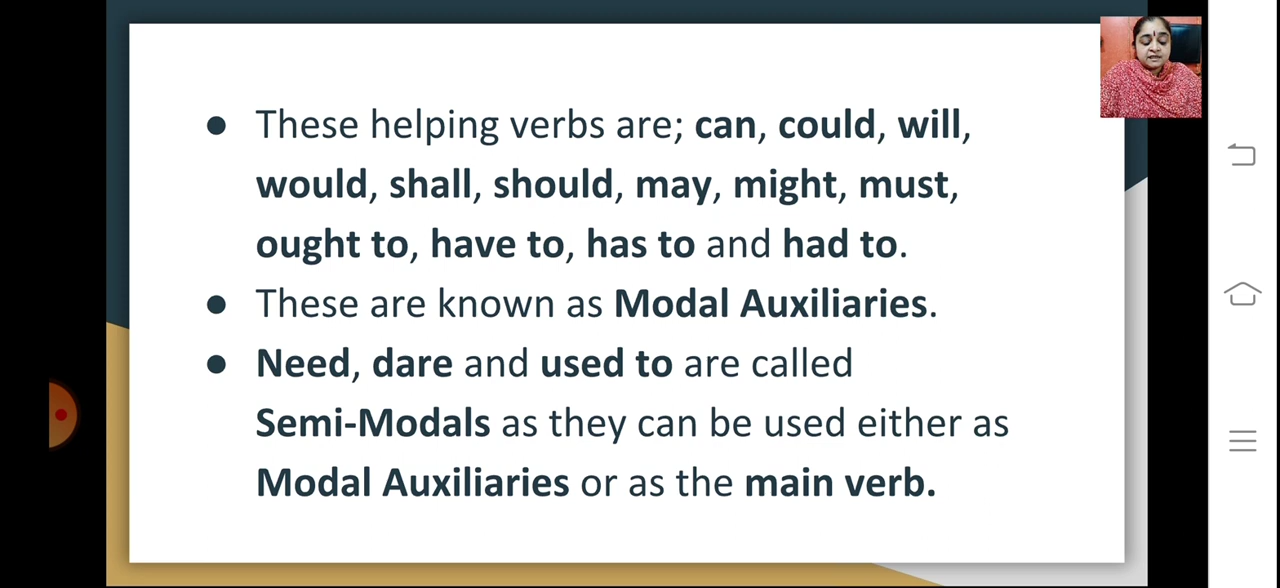 ● These helping verbs are; can, could, will,
would, shall, should, may, might, must,
ought to, have to, has to and had to.
● These are known as Modal Auxiliaries.
● Need, dare and used to are called
Semi-Modals as they can be used either as
Modal Auxiliaries or as the main verb.